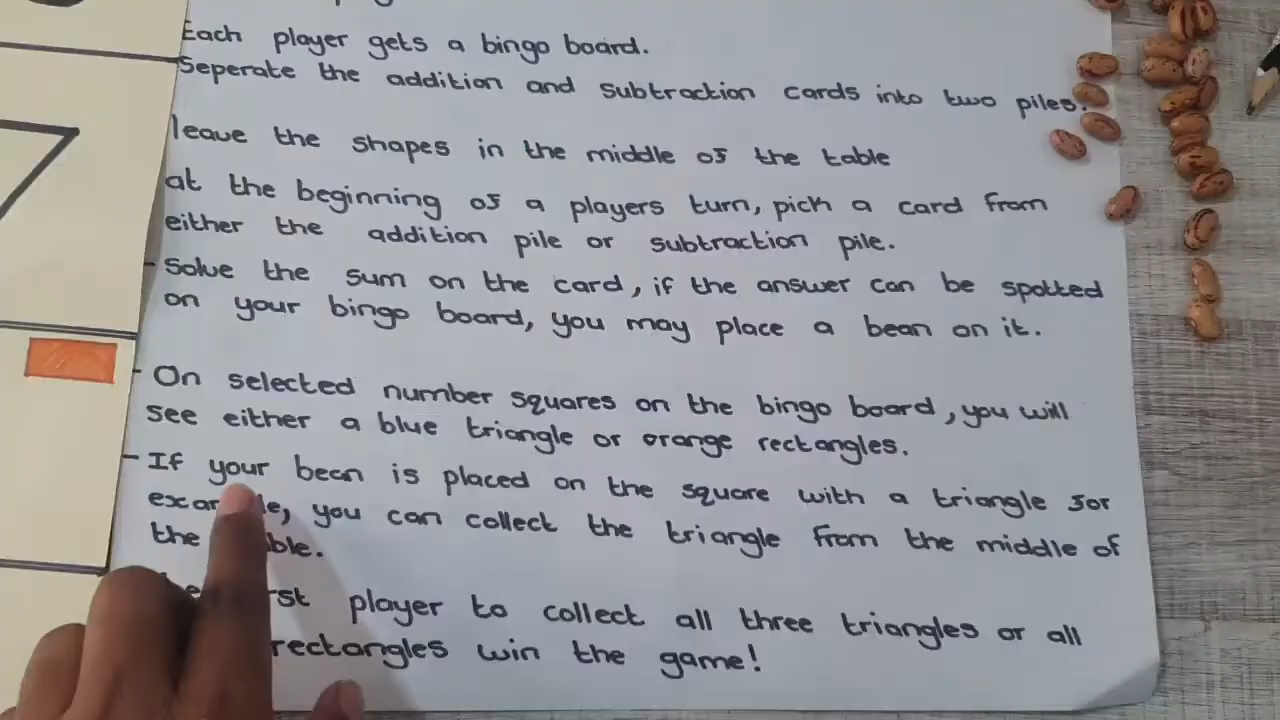 Each player gets a bingo board.
Seperate the addition and subtraction cards into two piles.
leave the shapes in the middle of the table
at the beginning of a players turn, pick a card from
either the addition pile or subtraction pile.
- Solve the sum on the card, if the answer can be spotted
on your bingo board, you may place a bean on it.
- On selected number squares on the bingo board, you will
see either a blue triangle or orange rectangles.
- If your bean is placed on the square with a triangle for
you can collect the triangle from the middle of
the
player to collect all three triangles or all
rectangles win the game!